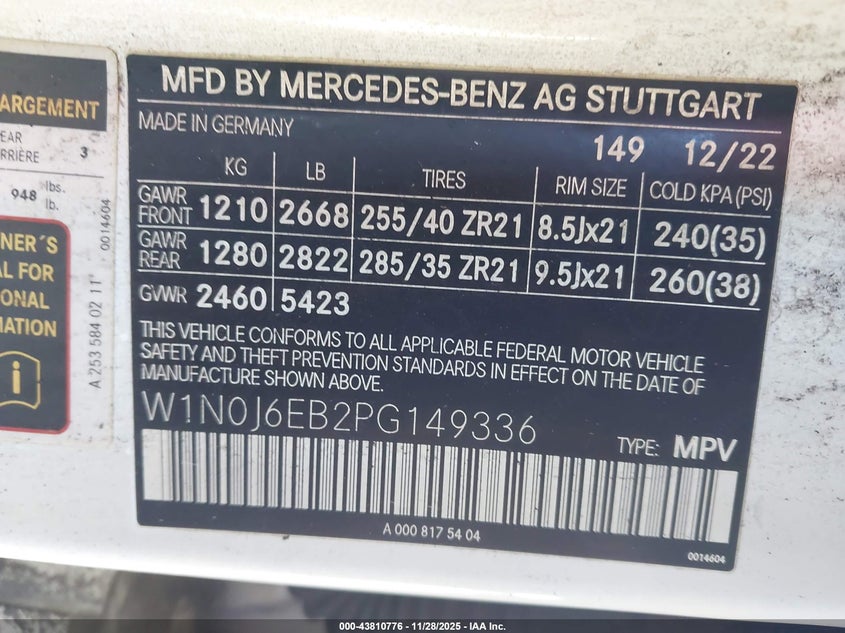 ARGEMENT
EAR
RRIÈRE 3
948 lbs.
lb.
0014604
NER'S
AL FOR
IONAL
MATION
A 253 584 02 11
MFD BY MERCEDES-BENZ AG STUTTGART
MADE IN GERMANY 149 12/22
KG LB TIRES RIM SIZE COLD KPA (PSI)
GAWR FRONT 1210 2668 255/40 ZR21 8.5Jx21 240(35)
GAWR REAR 1280 2822 285/35 ZR21 9.5Jx21 260(38)
GVWR 2460 5423
THIS VEHICLE CONFORMS TO ALL APPLICABLE FEDERAL MOTOR VEHICLE
SAFETY AND THEFT PREVENTION STANDARDS IN EFFECT ON THE DATE OF
MANUFACTURE SHOWN ABOVE.
W1N0J6EB2PG149336
TYPE: MPV
A 000 817 54 04
0014604
000-43810776 - 11/28/2025 - IAA Inc.